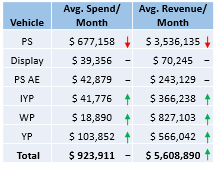 Vehicle Avg. Spend/ Month Avg. Revenue/ Month
PS $ 677,158 ↓ $ 3,536,135 ↓
Display $ 39,356 – $ 70,245 –
PS AE $ 42,879 – $ 243,129 –
IYP $ 41,776 ↑ $ 366,238 ↑
WP $ 18,890 ↑ $ 827,103 ↑
YP $ 103,852 ↑ $ 566,042 ↑
Total $ 923,911 – $ 5,608,890 ↑